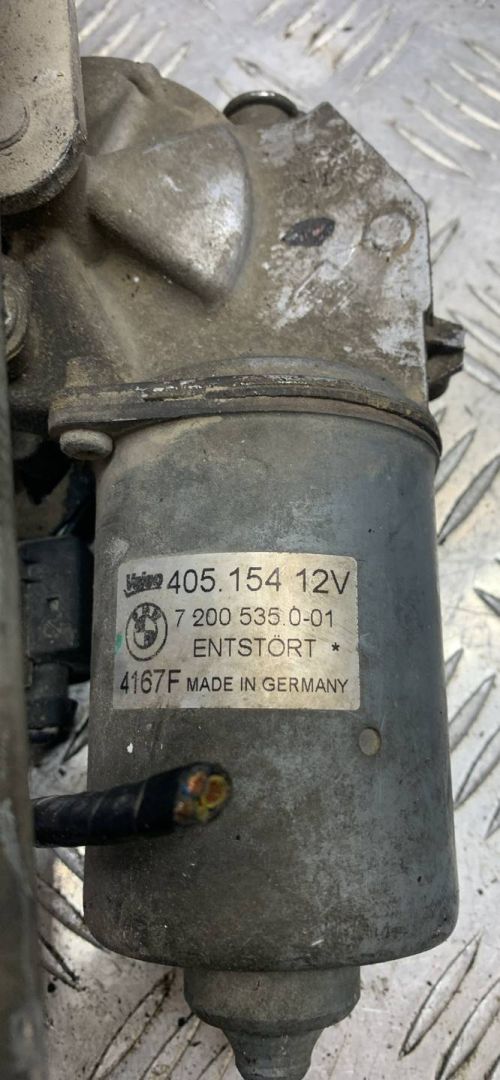 Valeo 405.154 12V
7 200 535.0-01
ENTSTÖRT *
4167F MADE IN GERMANY